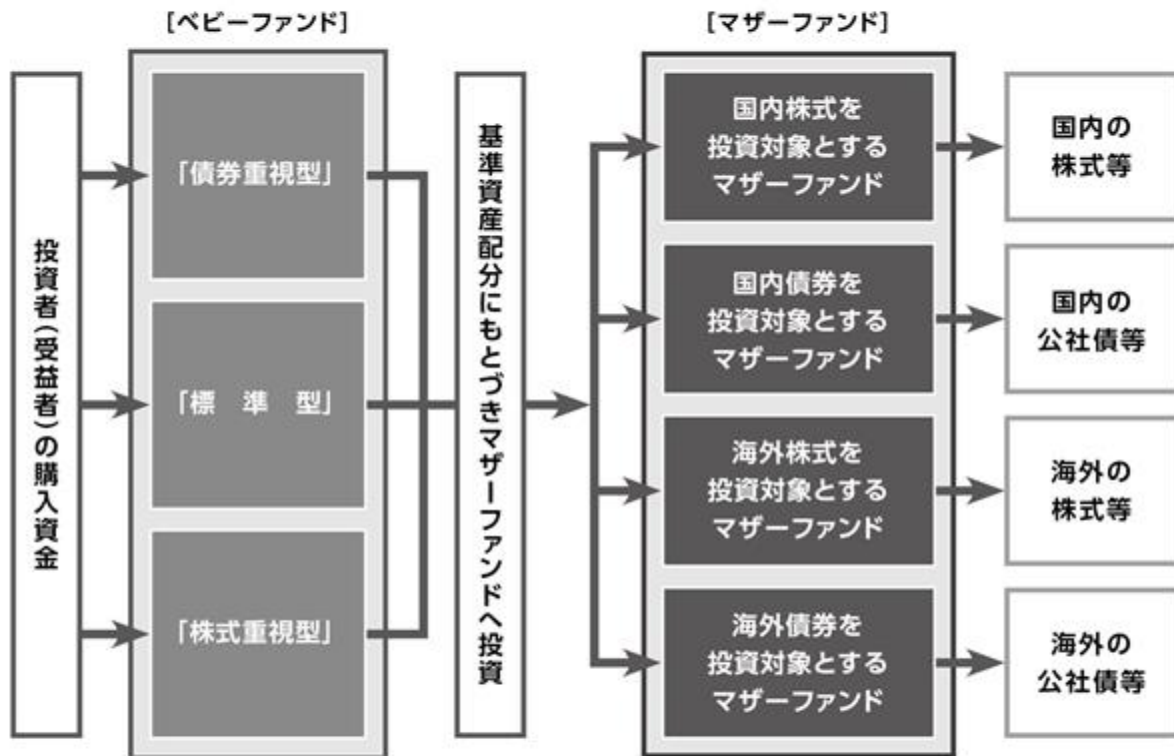 ［ベビーファンド］
［マザーファンド］
投資者（受益者）の購入資金
「債券重視型」
「標　準　型」
「株式重視型」
基準資産配分にもとづきマザーファンドへ投資
国内株式を
投資対象とする
マザーファンド
国内債券を
投資対象とする
マザーファンド
海外株式を
投資対象とする
マザーファンド
海外債券を
投資対象とする
マザーファンド
国内の
株式等
国内の
公社債等
海外の
株式等
海外の
公社債等